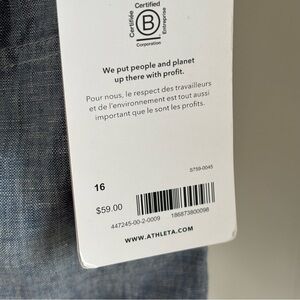 Certified
Certifiée
B
Entreprise
Corporation
We put people and planet
up there with profit.
Pour nous, le respect des travailleurs
et de l'environnement est tout aussi
important que le sont les profits.
S759-0045
16
$59.00
447245-00-2-0009 186873800098
WWW.ATHLETA.COM